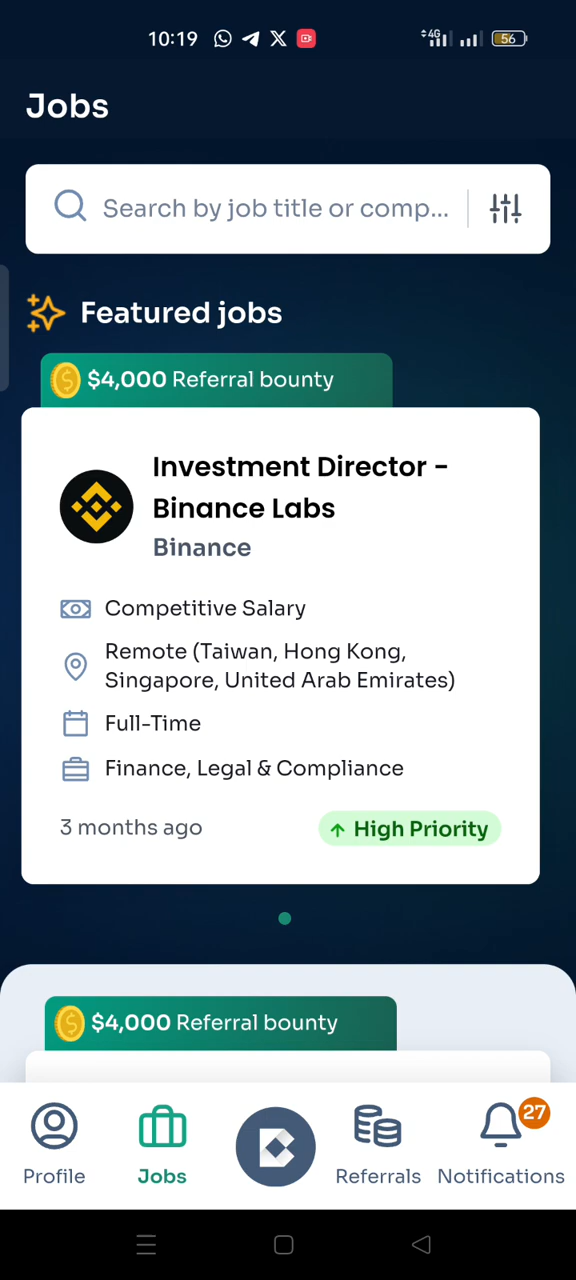 10:19
4G
56
Jobs
Search by job title or comp...
Featured jobs
$4,000 Referral bounty
Investment Director -
Binance Labs
Binance
Competitive Salary
Remote (Taiwan, Hong Kong,
Singapore, United Arab Emirates)
Full-Time
Finance, Legal & Compliance
3 months ago
High Priority
$4,000 Referral bounty
27
Profile
Jobs
Referrals
Notifications